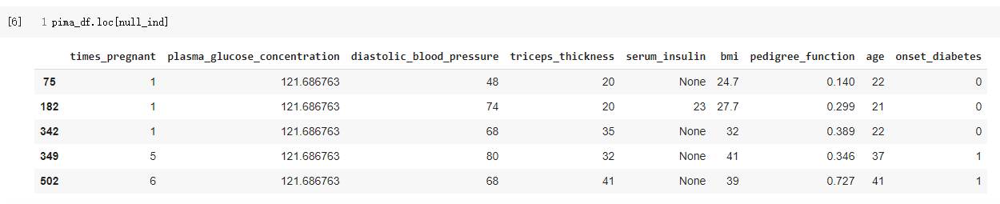 [6] 1 pima_df.loc[null_ind]
times_pregnant plasma_glucose_concentration diastolic_blood_pressure triceps_thickness serum_insulin bmi pedigree_function age onset_diabetes
75 1 121.686763 48 20 None 24.7 0.140 22 0
182 1 121.686763 74 20 23 27.7 0.299 21 0
342 1 121.686763 68 35 None 32 0.389 22 0
349 5 121.686763 80 32 None 41 0.346 37 1
502 6 121.686763 68 41 None 39 0.727 41 1